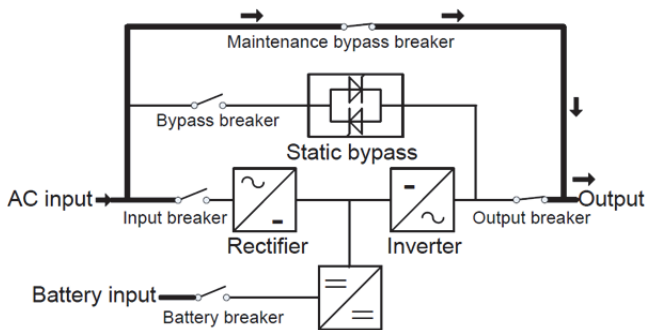 Maintenance bypass breaker
Bypass breaker
Static bypass
AC input
Input breaker
Rectifier
Inverter
Output breaker
Output
Battery input
Battery breaker